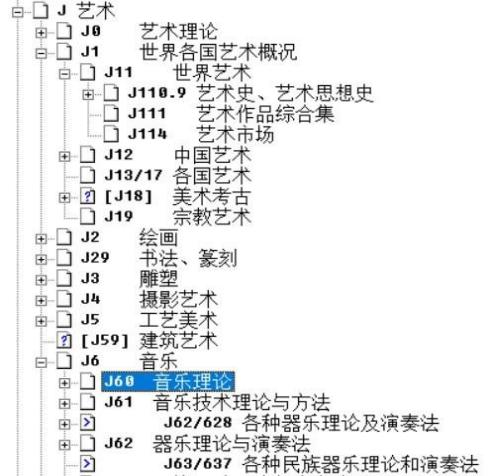 J 艺术
J0 艺术理论
J1 世界各国艺术概况
J11 世界艺术
J110.9 艺术史、艺术思想史
J111 艺术作品综合集
J114 艺术市场
J12 中国艺术
J13/17 各国艺术
[J18] 美术考古
J19 宗教艺术
J2 绘画
J29 书法、篆刻
J3 雕塑
J4 摄影艺术
J5 工艺美术
[J59] 建筑艺术
J6 音乐
J60 音乐理论
J61 音乐技术理论与方法
J62/628 各种器乐理论及演奏法
J62 器乐理论与演奏法
J63/637 各种民族器乐理论和演奏法